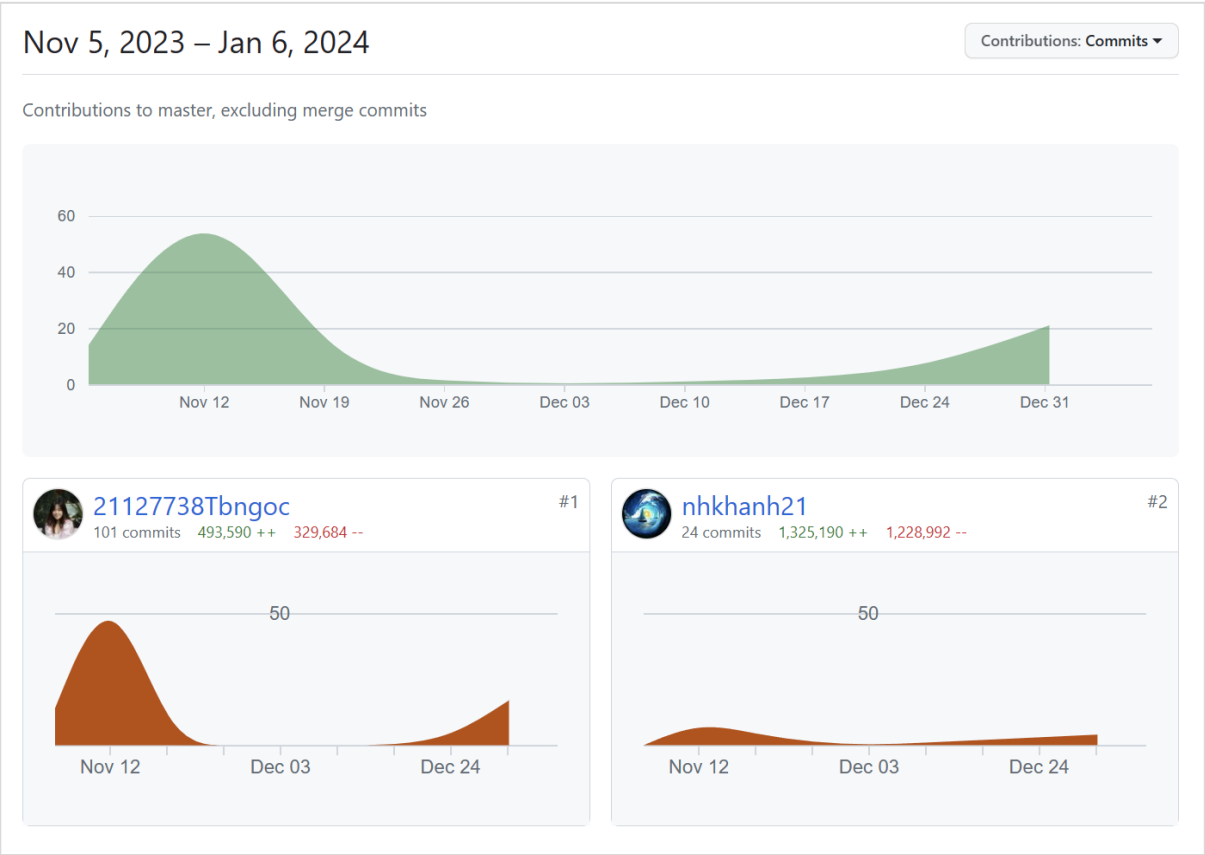 Nov 5, 2023 – Jan 6, 2024
Contributions: Commits
Contributions to master, excluding merge commits
60
40
20
0
Nov 12 Nov 19 Nov 26 Dec 03 Dec 10 Dec 17 Dec 24 Dec 31
21127738Tbngoc
#1
101 commits 493,590 ++ 329,684 --
50
Nov 12 Dec 03 Dec 24
nhkhanh21
#2
24 commits 1,325,190 ++ 1,228,992 --
50
Nov 12 Dec 03 Dec 24